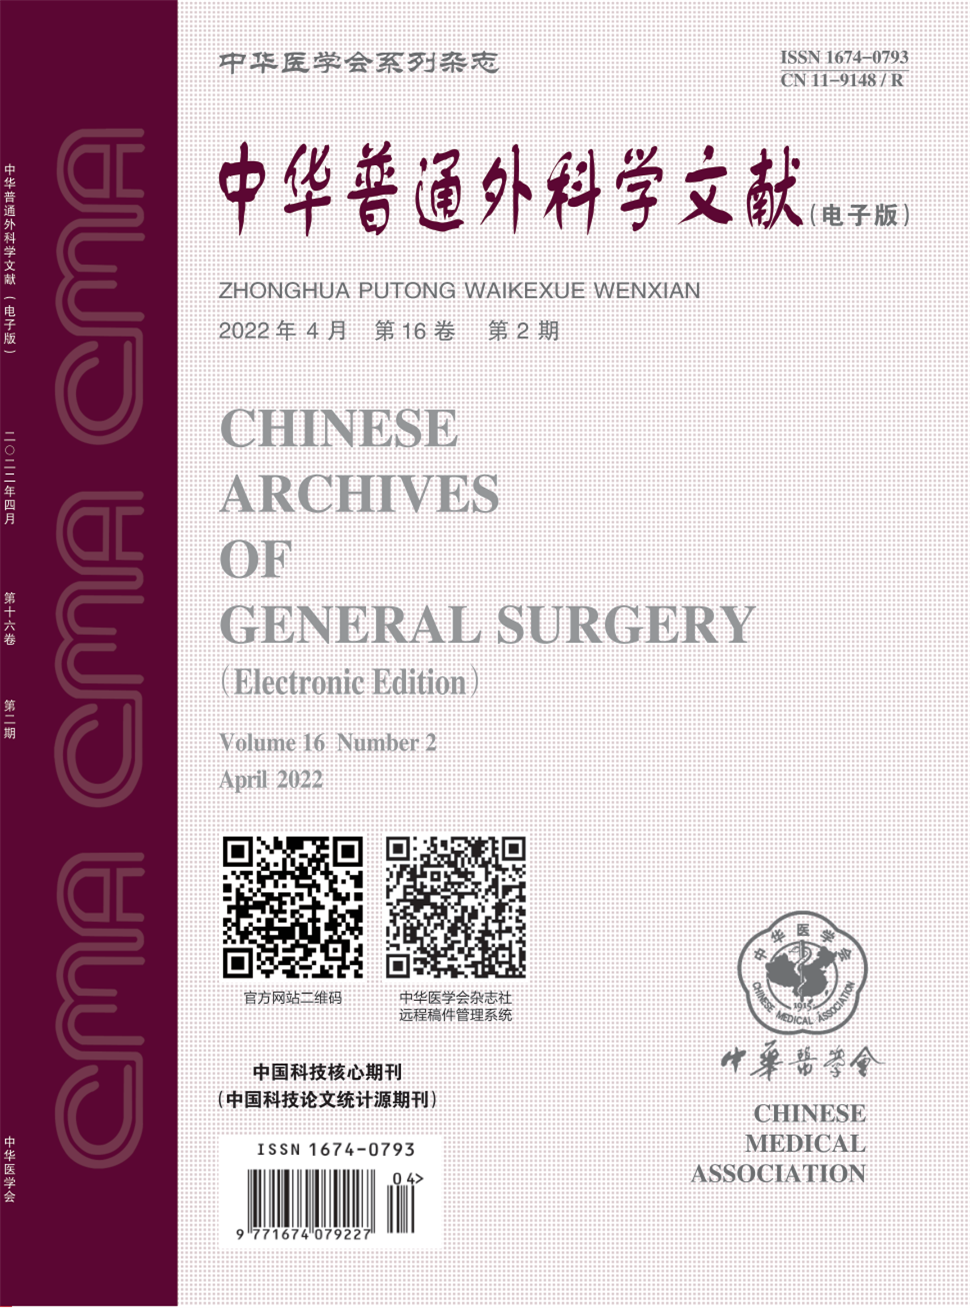 中华医学会系列杂志
ISSN 1674-0793
CN 11-9148 / R
中华普通外科学文献(电子版)
ZHONGHUA PUTONG WAIKEXUE WENXIAN
2022年 4 月 第16卷 第 2 期
CHINESE
ARCHIVES
OF
GENERAL SURGERY
(Electronic Edition)
Volume 16 Number 2
April 2022
官方网站二维码
中华医学会杂志社
远程稿件管理系统
中国科技核心期刊
(中国科技论文统计源期刊)
ISSN 1674-0793
04>
9 771674 079227
中华医学会
1915
CHINESE MEDICAL ASSOCIATION
中華醫學會
CHINESE
MEDICAL
ASSOCIATION
中华普通外科学文献(电子版)
二〇二二年四月
第十六卷
第二期
中华医学会
CMA CMA CMA